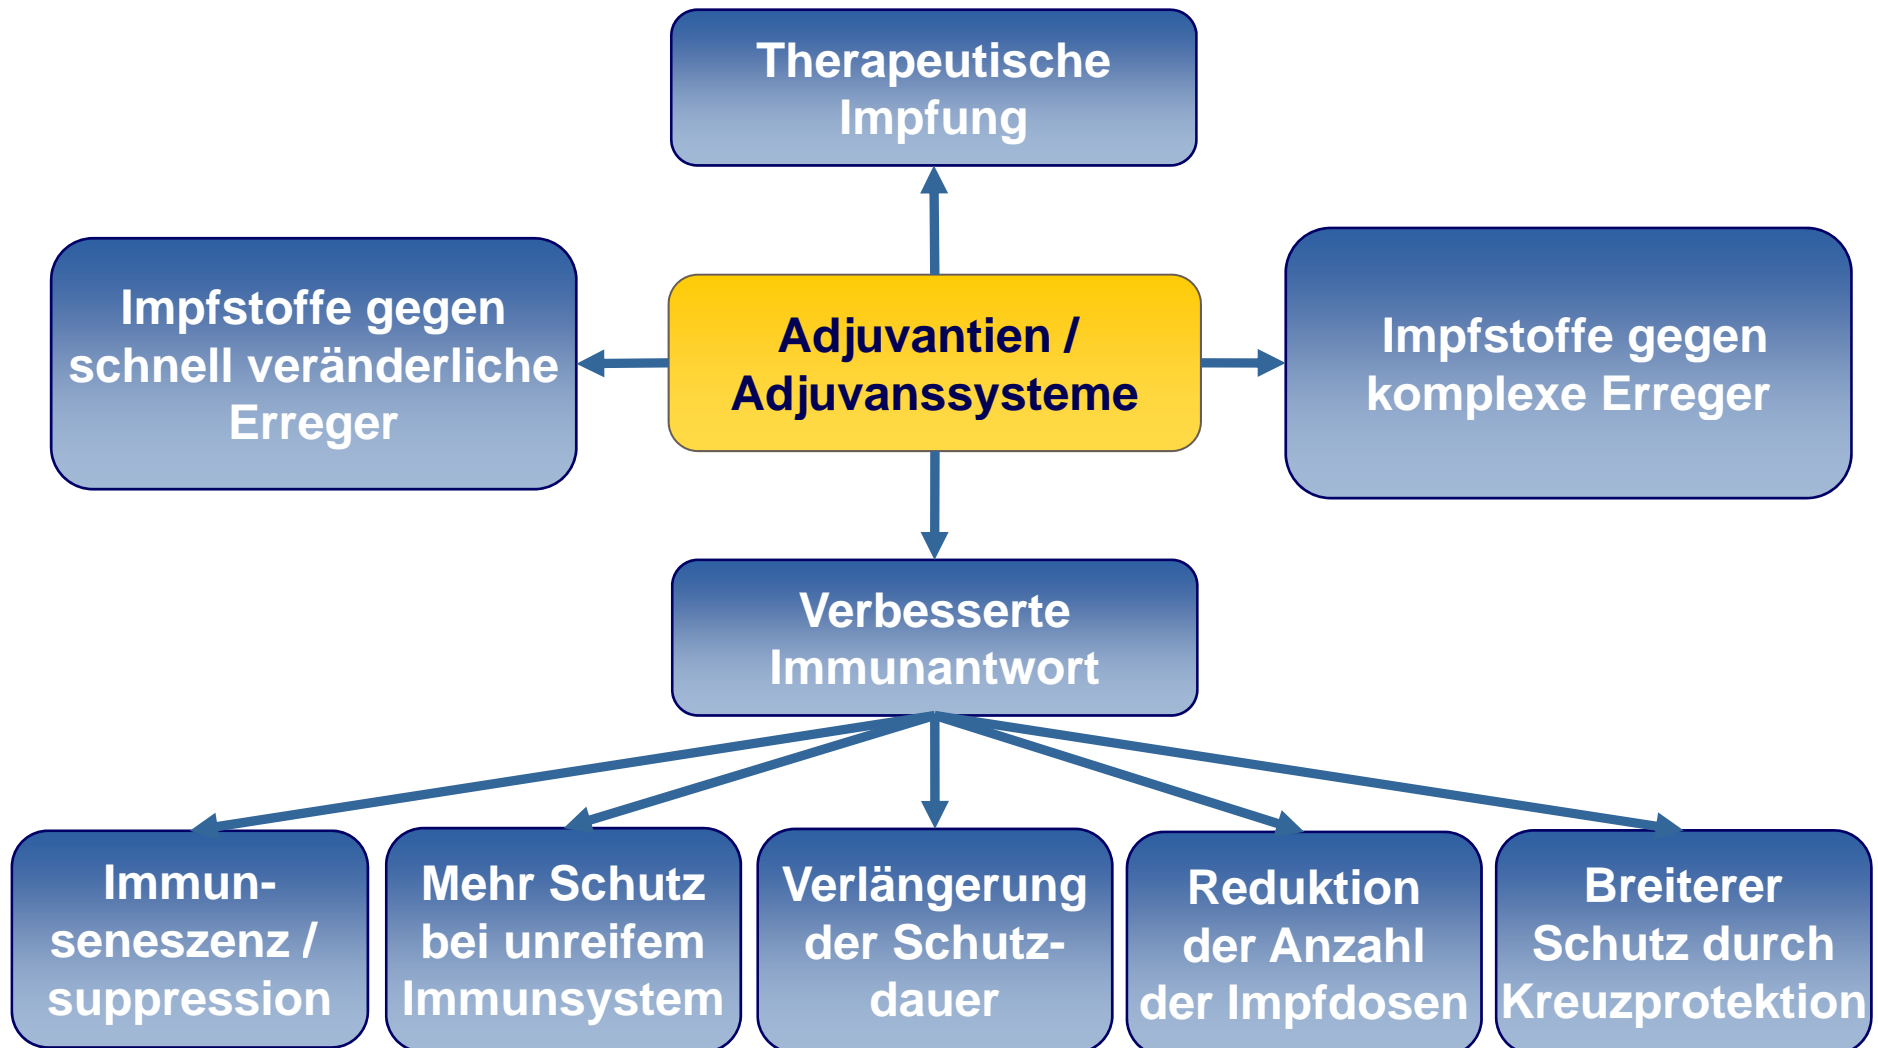 Therapeutische
Impfung
Impfstoffe gegen
schnell veränderliche
Erreger
Adjuvantien /
Adjuvanssysteme
Impfstoffe gegen
komplexe Erreger
Verbesserte
Immunantwort
Immun-
seneszenz /
suppression
Mehr Schutz
bei unreifem
Immunsystem
Verlängerung
der Schutz-
dauer
Reduktion
der Anzahl
der Impfdosen
Breiterer
Schutz durch
Kreuzprotektion